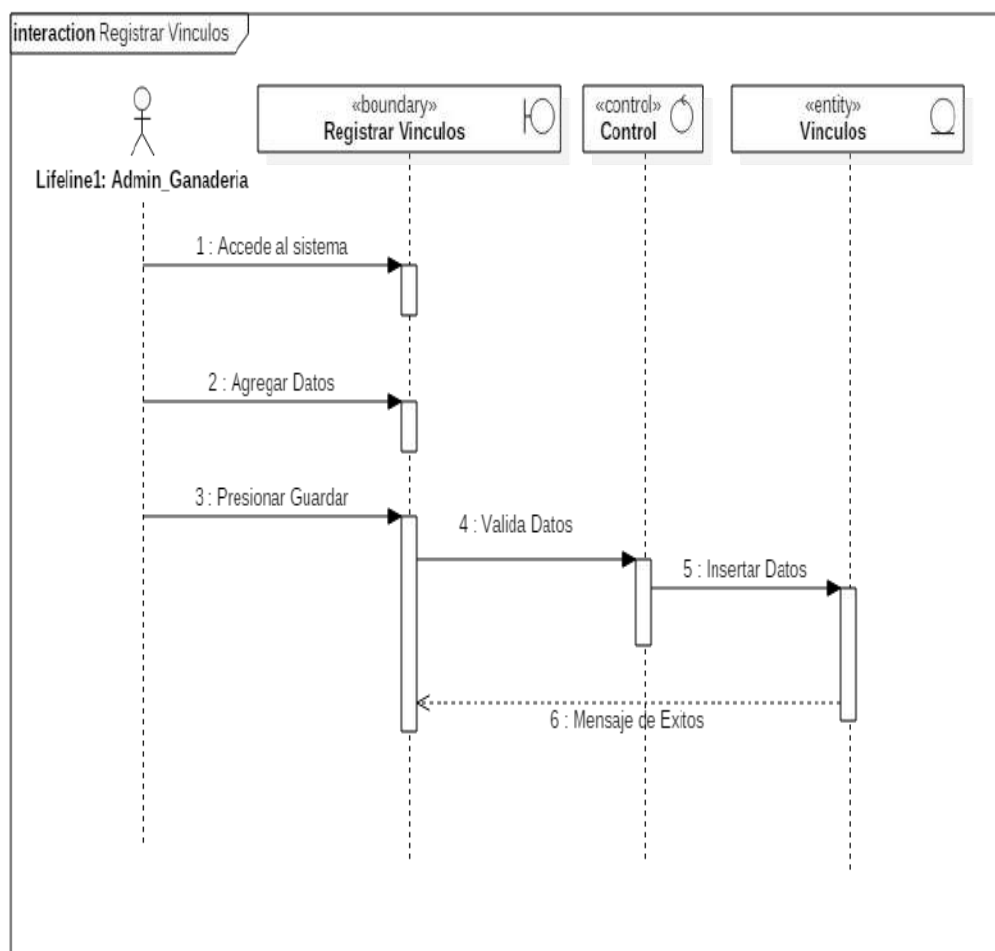 interaction Registrar Vinculos
«boundary»
Registrar Vinculos
«control»
Control
«entity»
Vinculos
Lifeline1: Admin_Ganaderia
1 : Accede al sistema
2 : Agregar Datos
3 : Presionar Guardar
4 : Valida Datos
5 : Insertar Datos
6 : Mensaje de Exitos